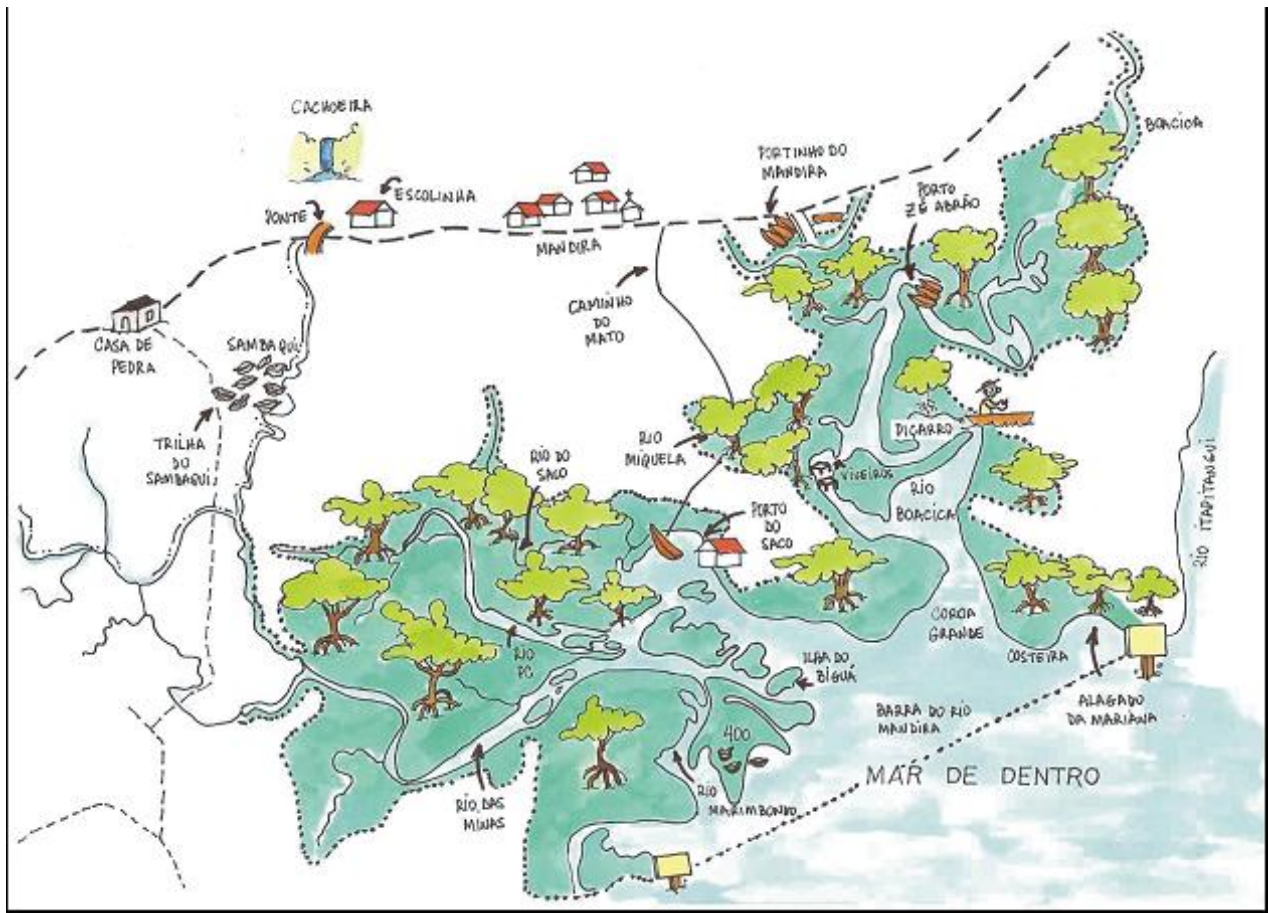 CACHOEIRA
PONTE
ESCOLINHA
MANDIRA
PORTINHO DO
MANDIRA
PORTO
ZÉ ABRÃO
BOACICA
CAMINHO
DO
MATO
CASA DE
PEDRA
SAMBAQUI
TRILHA
DO
SAMBAQUI
RIO DO
SACO
RIO
MIQUELA
DIÇARRO
VIVEIROS
RIO
BOACICA
RIO ITAPITANGUI
PORTO
DO
SACO
RIO
PC
ILHA DO
BIGUÁ
COROA
GRANDE
COSTEIRA
ALAGADO
DA MARIANA
BARRA DO RIO
MANDIRA
MAR DE DENTRO
400
RIO
MARIMBONDO
RIO DAS
MINAS